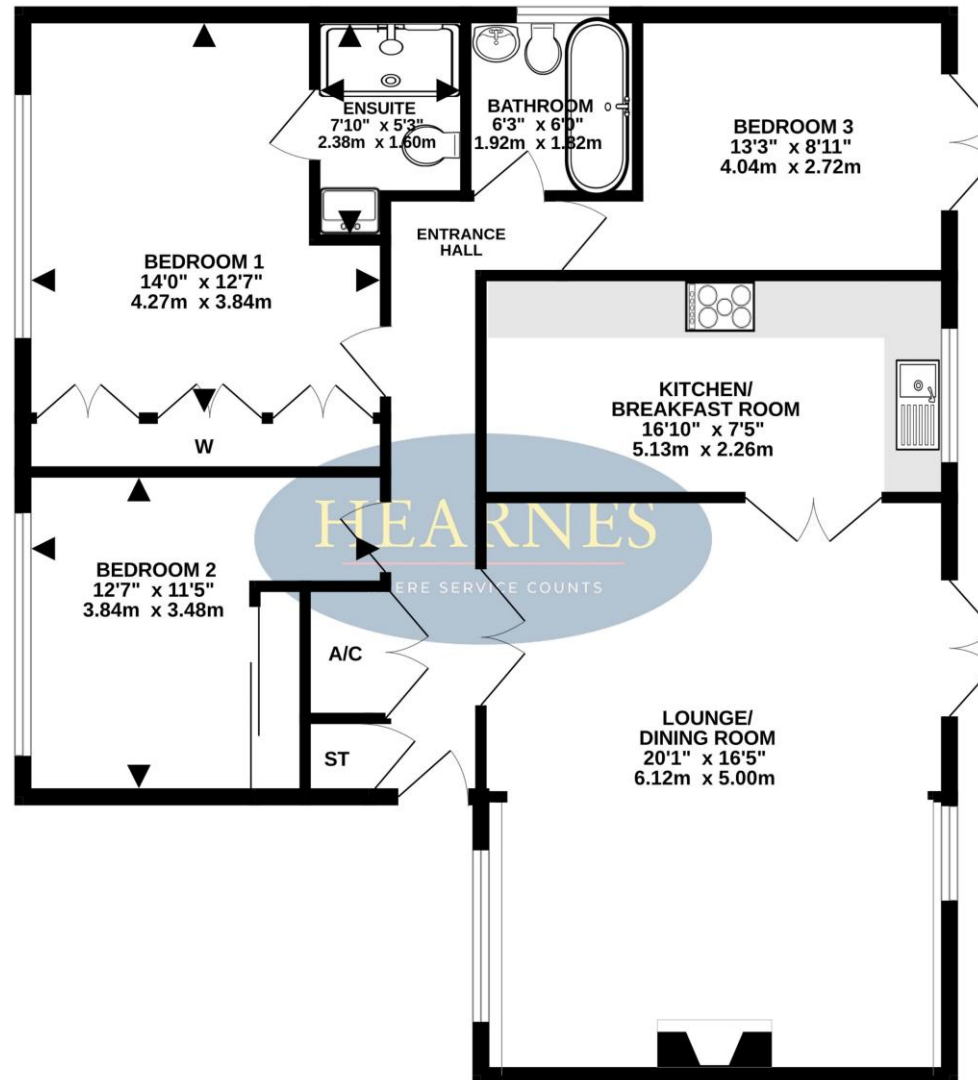 ENSUITE
7'10" x 5'3"
2.38m x 1.60m
BATHROOM
6'3" x 6'0"
1.92m x 1.82m
BEDROOM 3
13'3" x 8'11"
4.04m x 2.72m
ENTRANCE
HALL
BEDROOM 1
14'0" x 12'7"
4.27m x 3.84m
KITCHEN/
BREAKFAST ROOM
16'10" x 7'5"
5.13m x 2.26m
W
HEARNES
ERE SERVICE COUNTS
BEDROOM 2
12'7" x 11'5"
3.84m x 3.48m
A/C
ST
LOUNGE/
DINING ROOM
20'1" x 16'5"
6.12m x 5.00m